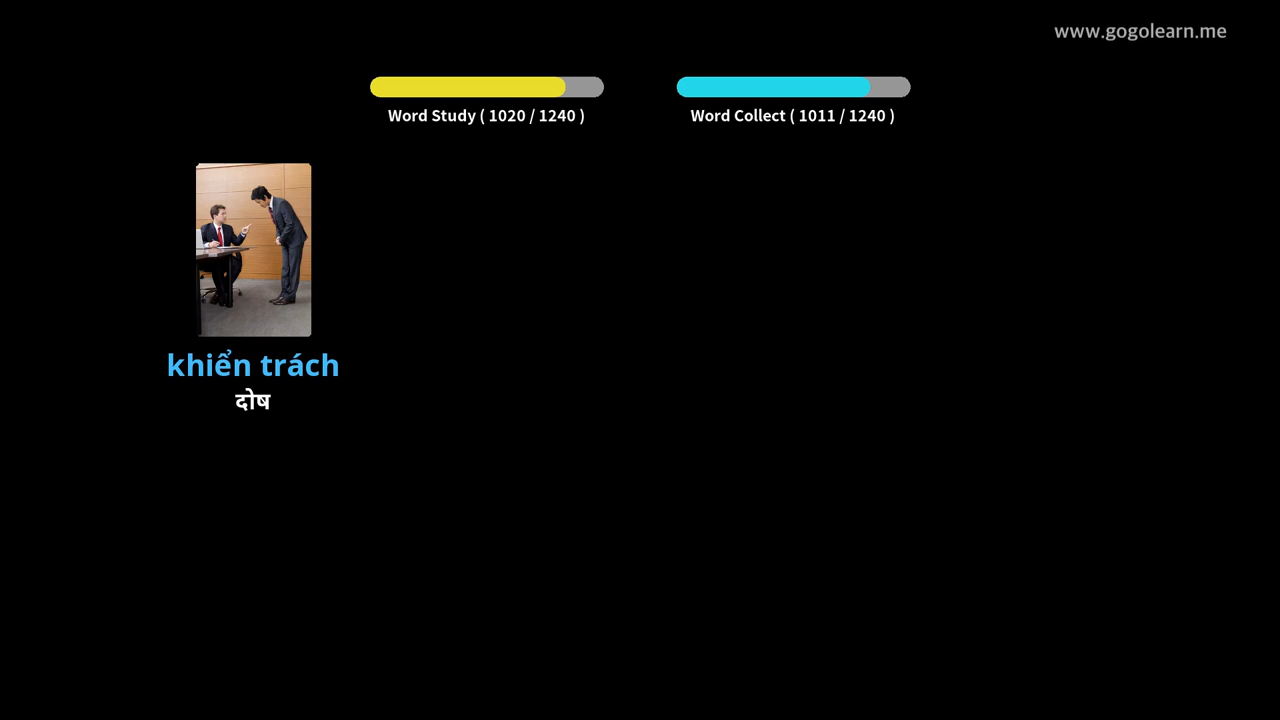 www.gogolearn.me
Word Study ( 1020 / 1240 )
Word Collect ( 1011 / 1240 )
khiển trách
दोष